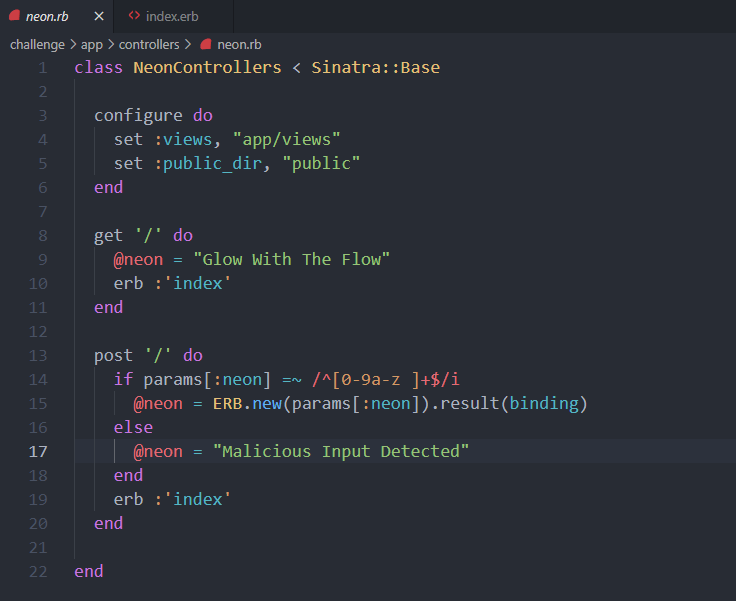 neon.rb × <> index.erb
challenge > app > controllers > neon.rb
1 class NeonControllers < Sinatra::Base
2
3   configure do
4     set :views, "app/views"
5     set :public_dir, "public"
6   end
7
8   get '/' do
9     @neon = "Glow With The Flow"
10     erb :'index'
11   end
12
13   post '/' do
14     if params[:neon] =~ /^[0-9a-z ]+$/i
15       @neon = ERB.new(params[:neon]).result(binding)
16     else
17       @neon = "Malicious Input Detected"
18     end
19     erb :'index'
20   end
21
22 end